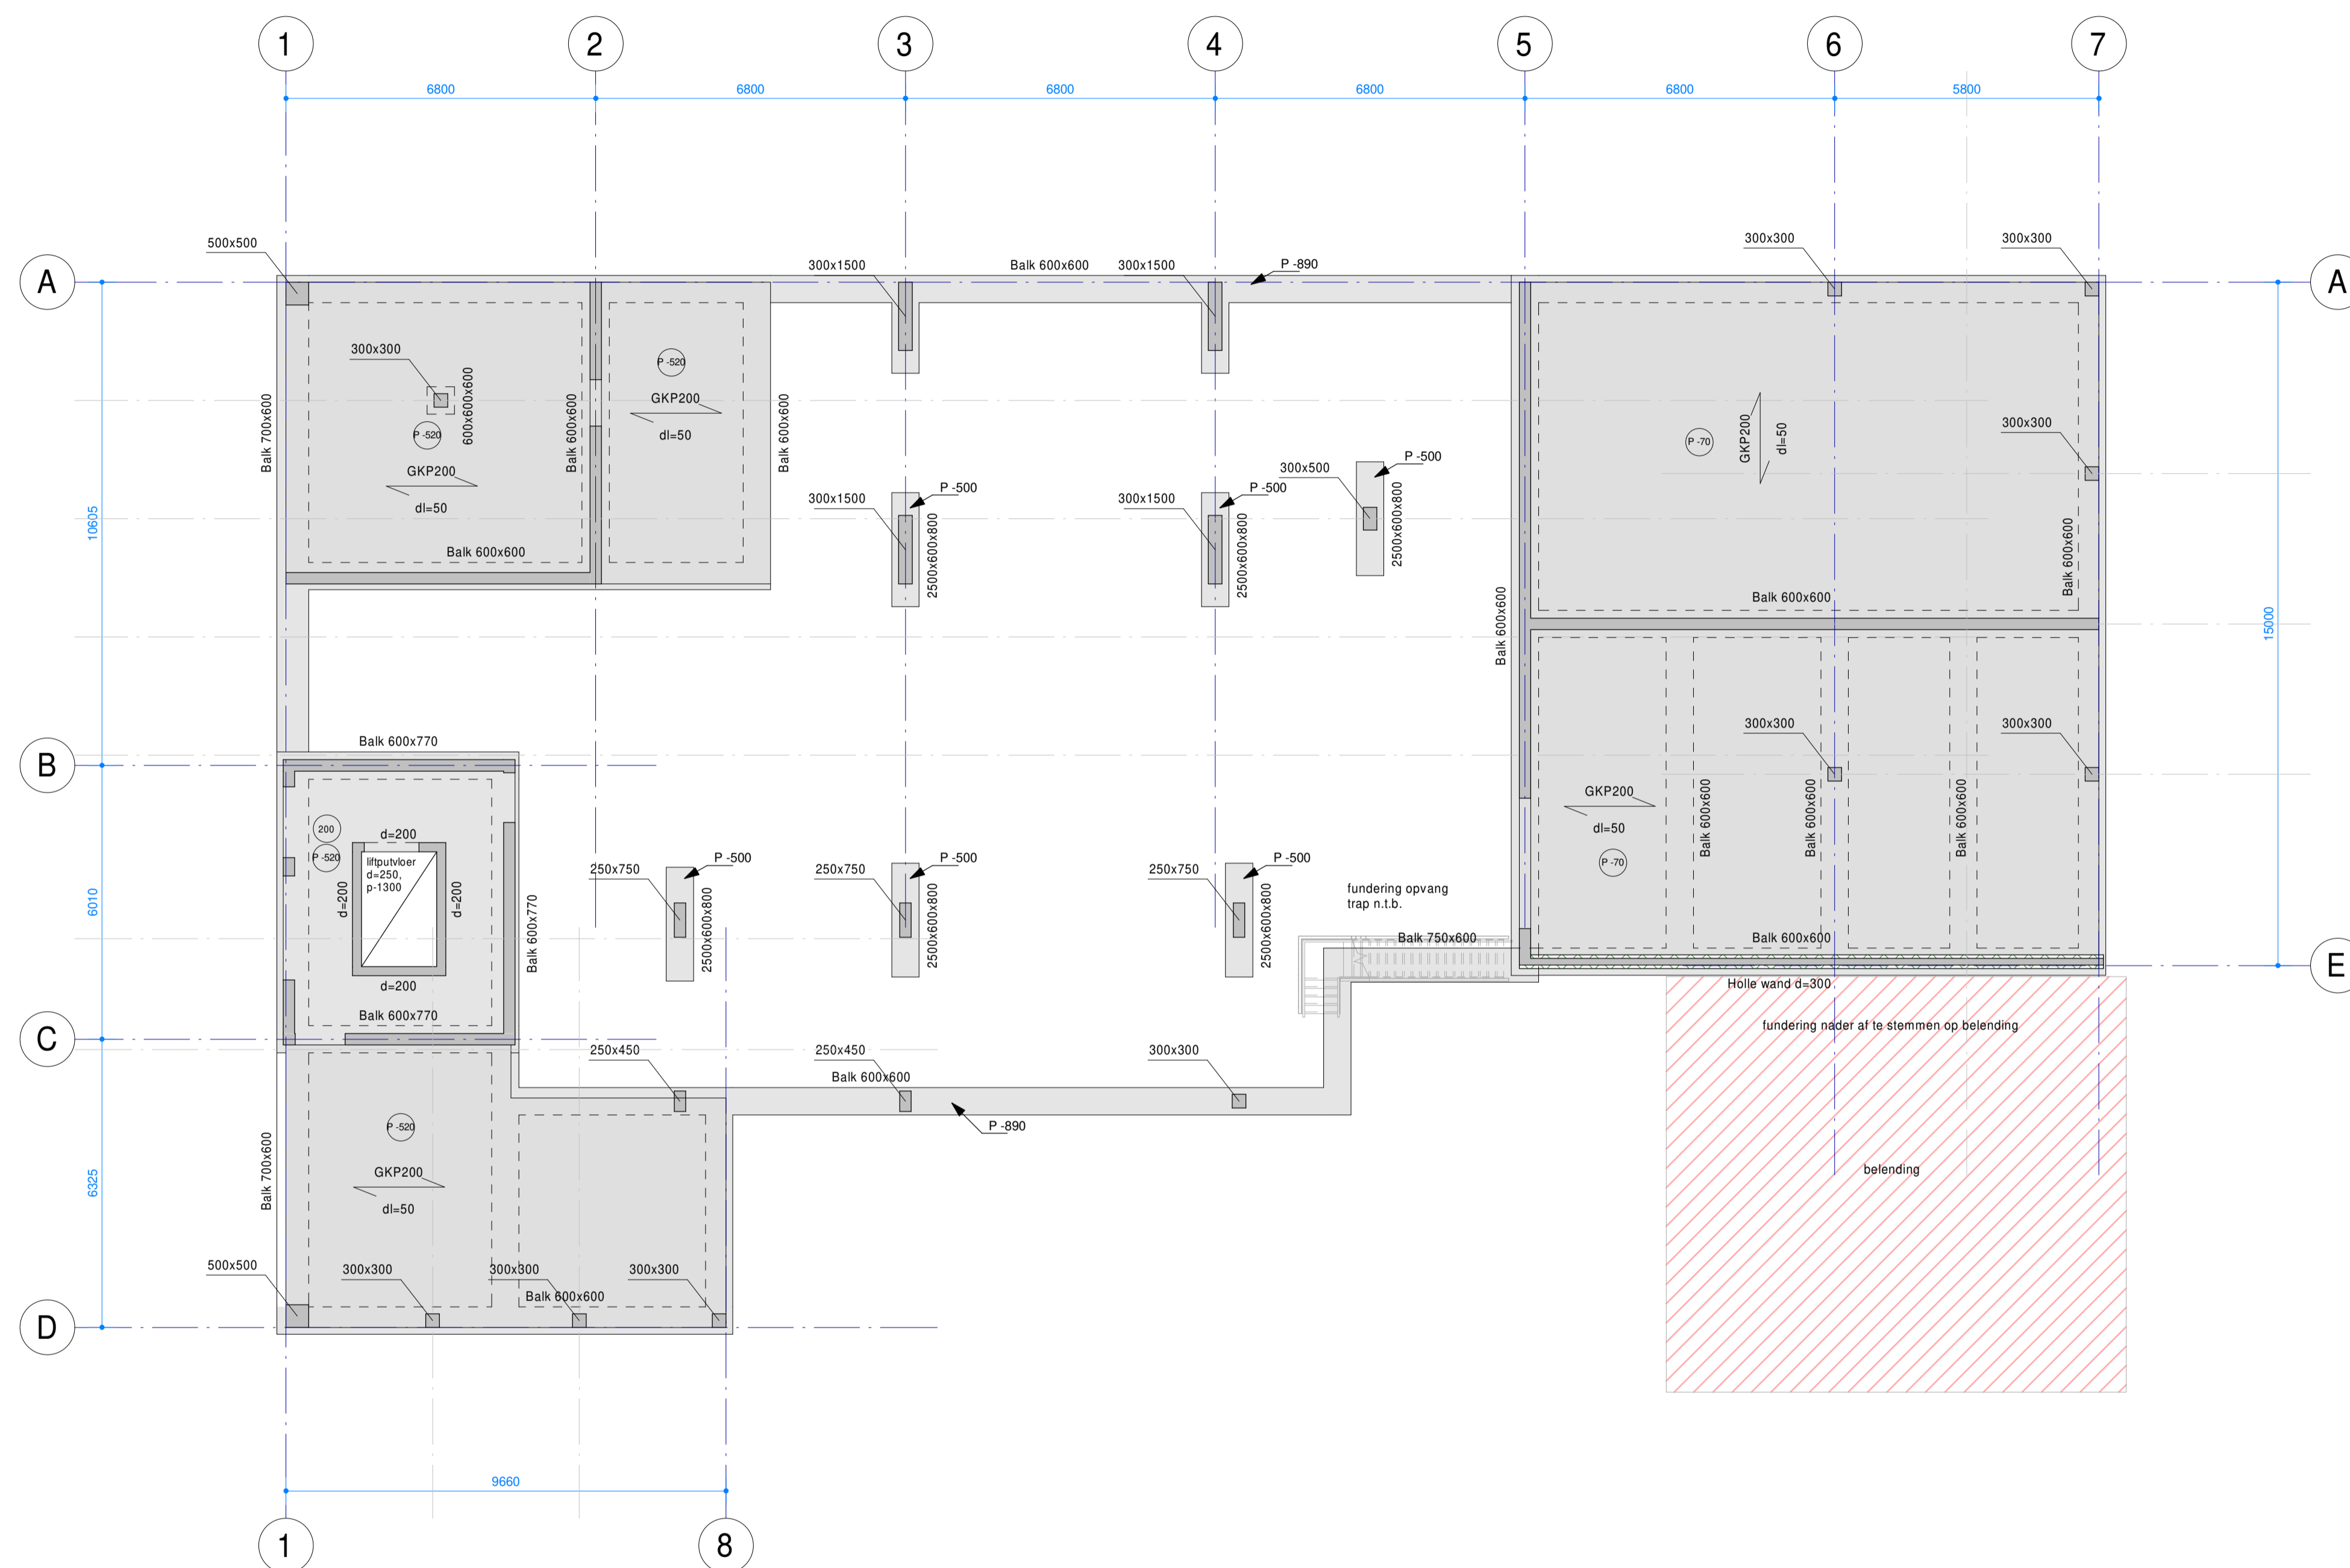 1
2
3
4
5
6
7
6800
6800
6800
6800
6800
5800
A
A
500x500
300x1500
Balk 600x600
300x1500
P -890
300x300
300x300
300x300
P -520
600x600x600
GKP200
dl=50
Balk 700x600
P -520
GKP200
dl=50
Balk 600x600
Balk 600x600
Balk 600x600
300x1500
P -500
2500x600x800
300x1500
P -500
2500x600x800
300x500
P -500
2500x600x800
P -70
GKP200
dl=50
300x300
Balk 600x600
Balk 600x600
Balk 600x600
10605
15000
B
Balk 600x770
300x300
300x300
GKP200
dl=50
P -70
Balk 600x600
Balk 600x600
Balk 600x600
200
P -520
d=200
liftputvloer
d=250,
p-1300
d=200
d=200
d=200
Balk 600x770
Balk 600x770
6010
250x750
P -500
2500x600x800
250x750
P -500
2500x600x800
250x750
P -500
2500x600x800
fundering opvang
trap n.t.b.
Balk 750x600
Balk 600x600
E
Holle wand d=300
fundering nader af te stemmen op belending
belending
C
250x450
250x450
Balk 600x600
300x300
P -890
P -520
GKP200
dl=50
Balk 700x600
6325
500x500
300x300
300x300
300x300
Balk 600x600
D
9660
1
8